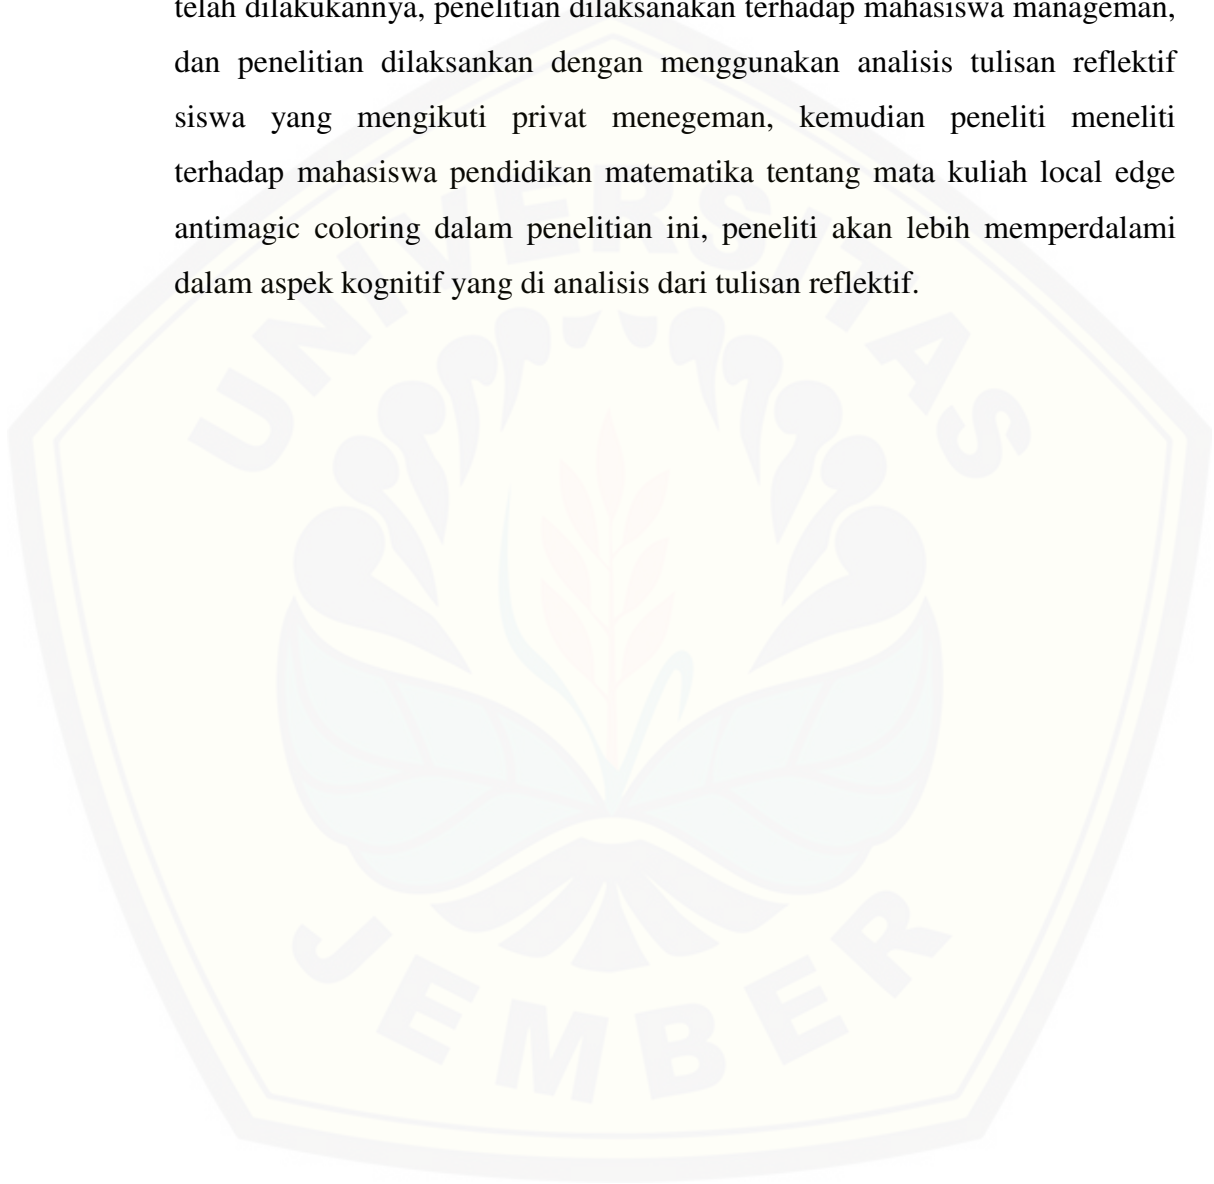 telah dilakukannya, penelitian dilaksanakan terhadap mahasiswa manageman,
dan penelitian dilaksankan dengan menggunakan analisis tulisan reflektif
siswa yang mengikuti privat menegeman, kemudian peneliti meneliti
terhadap mahasiswa pendidikan matematika tentang mata kuliah local edge
antimagic coloring dalam penelitian ini, peneliti akan lebih memperdalami
dalam aspek kognitif yang di analisis dari tulisan reflektif.
UNIVERSITAS
JEMBER